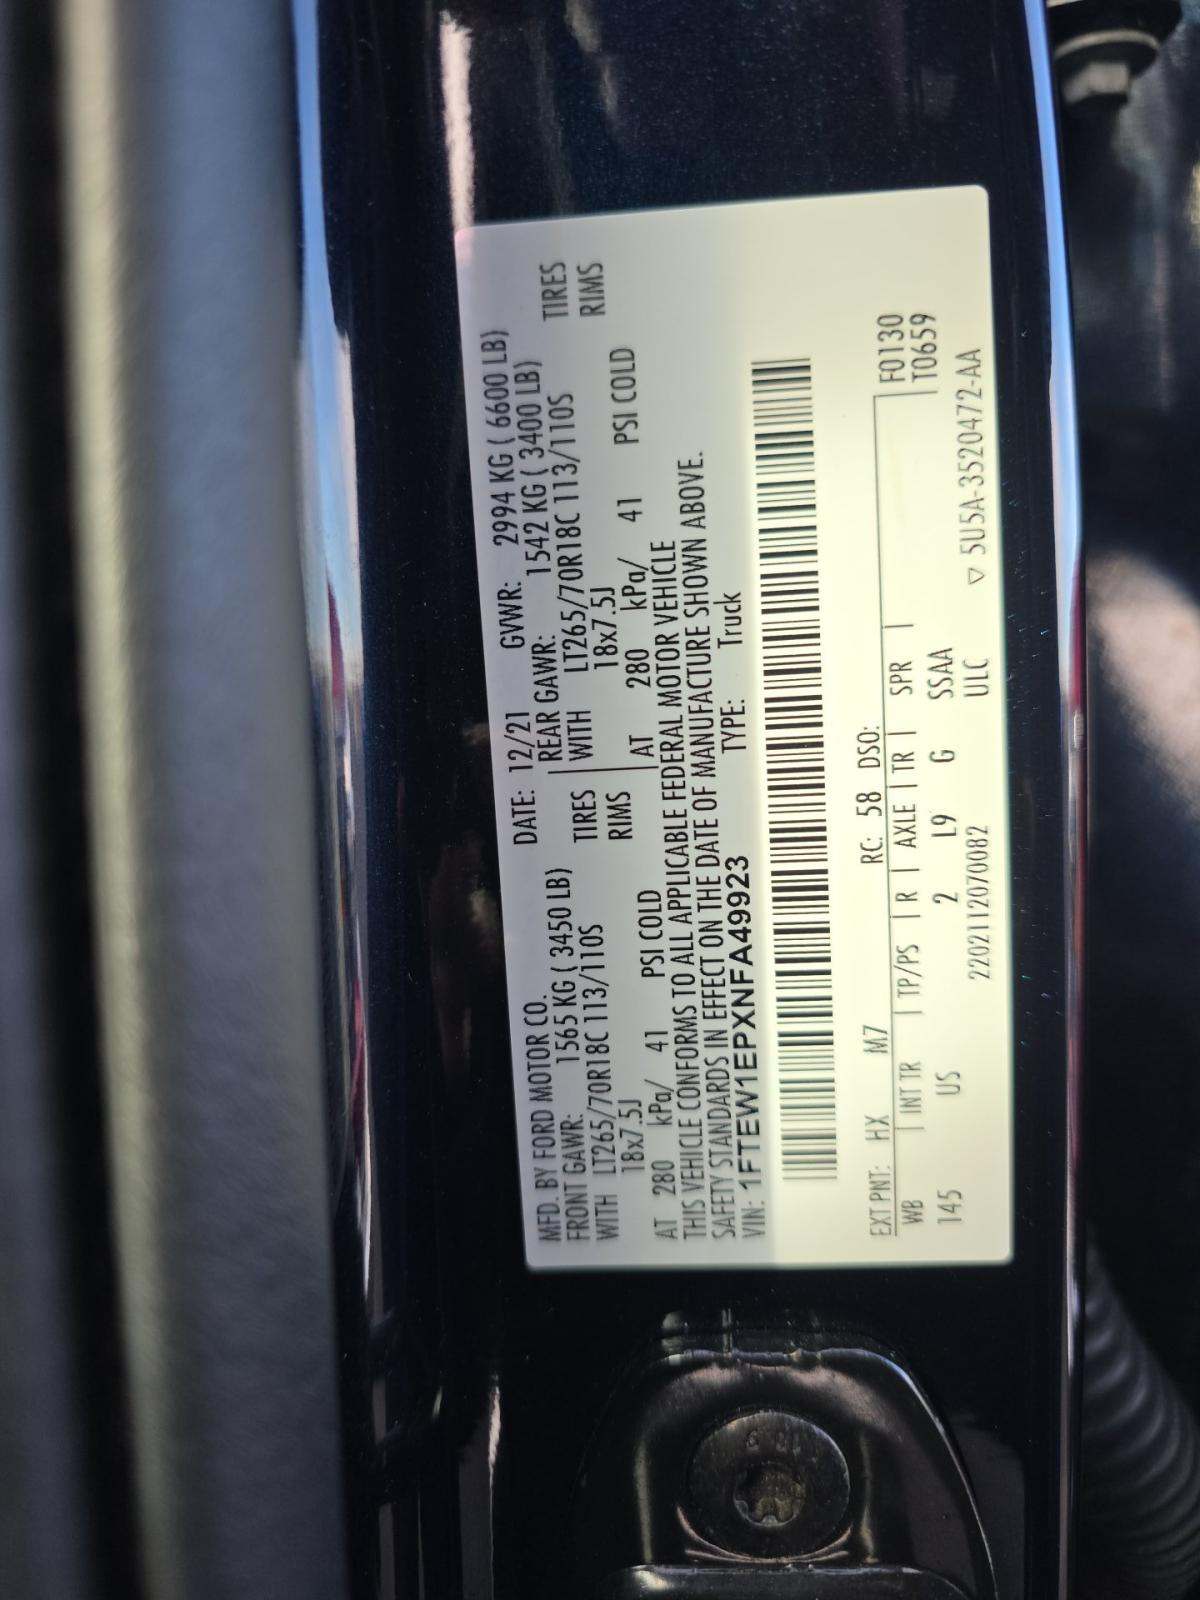 MFD. BY FORD MOTOR CO. DATE: 12/21 GVWR: 2994 KG ( 6600 LB)
FRONT GAWR: 1565 KG ( 3450 LB) REAR GAWR: 1542 KG ( 3400 LB)
WITH LT265/70R18C 113/110S TIRES WITH LT265/70R18C 113/110S TIRES
18x7.5J RIMS 18x7.5J RIMS
AT 280 kPa/ 41 PSI COLD AT 280 kPa/ 41 PSI COLD
THIS VEHICLE CONFORMS TO ALL APPLICABLE FEDERAL MOTOR VEHICLE
SAFETY STANDARDS IN EFFECT ON THE DATE OF MANUFACTURE SHOWN ABOVE.
VIN: 1FTEW1EPXNFA49923 TYPE: Truck
EXT PNT: HX M7 RC: 58 DSO: F0130
WB INT TR TP/PS R AXLE TR SPR T0659
145 US 2 L9 G SSAA
2202112070082 ULC ▽ 5U5A-3520472-AA